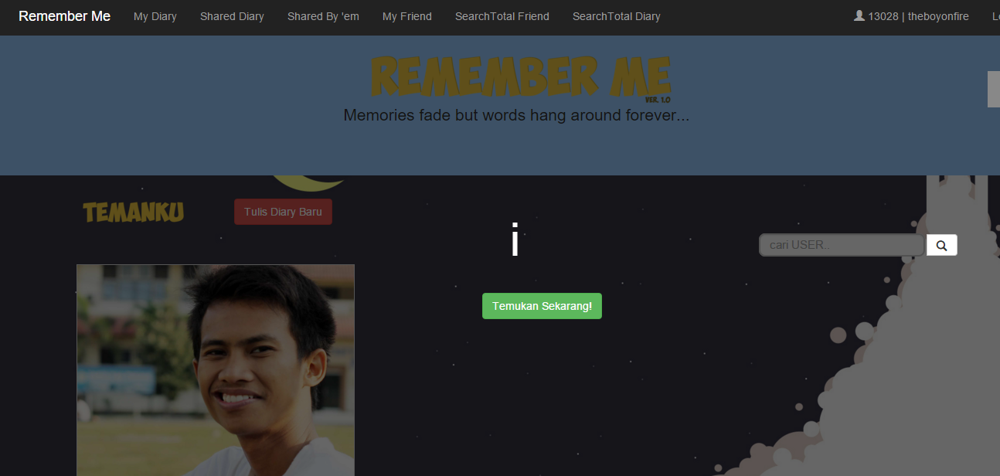 Remember Me My Diary Shared Diary Shared By 'em My Friend SearchTotal Friend SearchTotal Diary 13028 | theboyonfire
REMEMBER ME
VER. 1.0
Memories fade but words hang around forever...
TEMANKU
Tulis Diary Baru
i
cari USER..
Temukan Sekarang!